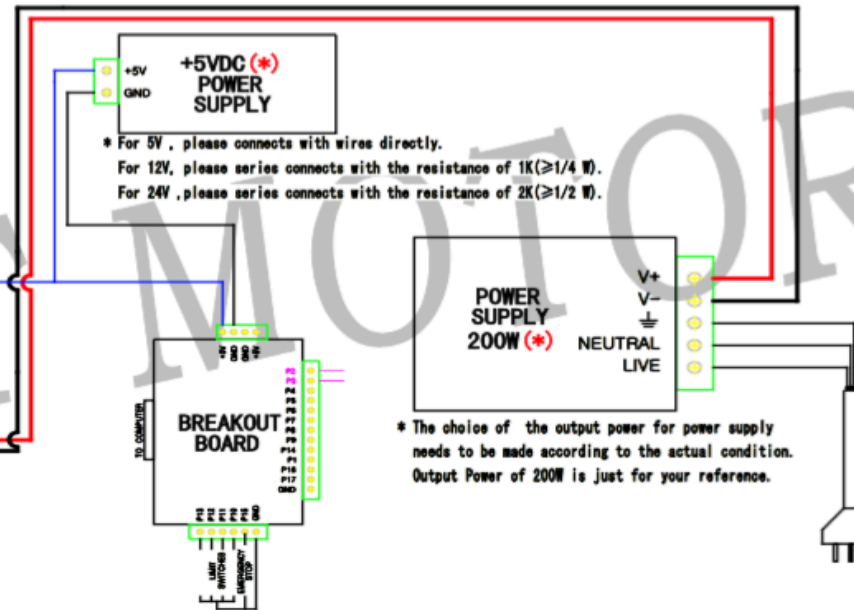 +5VDC(*)
POWER
SUPPLY
+5V
GND
* For 5V , please connects with wires directly.
For 12V, please series connects with the resistance of 1K(≥1/4 W).
For 24V ,please series connects with the resistance of 2K(≥1/2 W).
MOTOR
POWER
SUPPLY
200W(*)
V+
V-
NEUTRAL
LIVE
* The choice of the output power for power supply
needs to be made according to the actual condition.
Output Power of 200W is just for your reference.
+5V
GND
GND
+5V
BREAKOUT
BOARD
TO COMPUTER
P2
P3
P4
P5
P6
P7
P8
P9
P14
P1
P16
P17
GND
P13
P12
P11
P10
P15
GND
LIMIT
SWITCHES
EMERGENCY
STOP